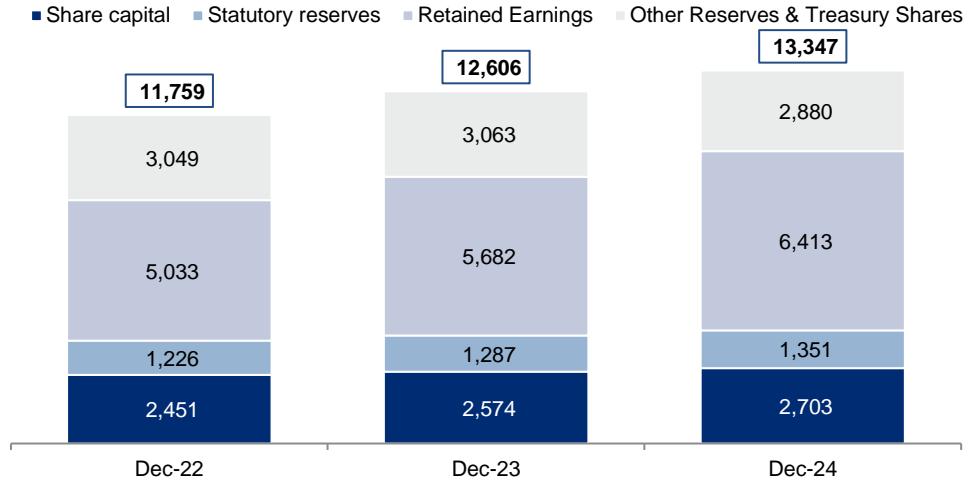 Share capital Statutory reserves Retained Earnings Other Reserves & Treasury Shares
11,759 12,606 13,347
3,049 3,063 2,880
5,033 5,682 6,413
1,226 1,287 1,351
2,451 2,574 2,703
Dec-22 Dec-23 Dec-24